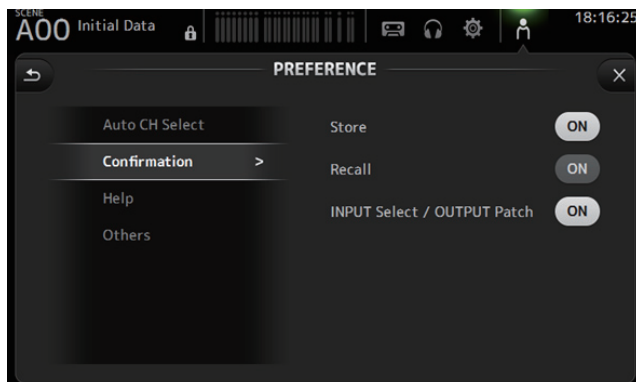 SCENE
A00 Initial Data
18:16:25
PREFERENCE
Auto CH Select
Store ON
Confirmation >
Recall ON
Help
INPUT Select / OUTPUT Patch ON
Others